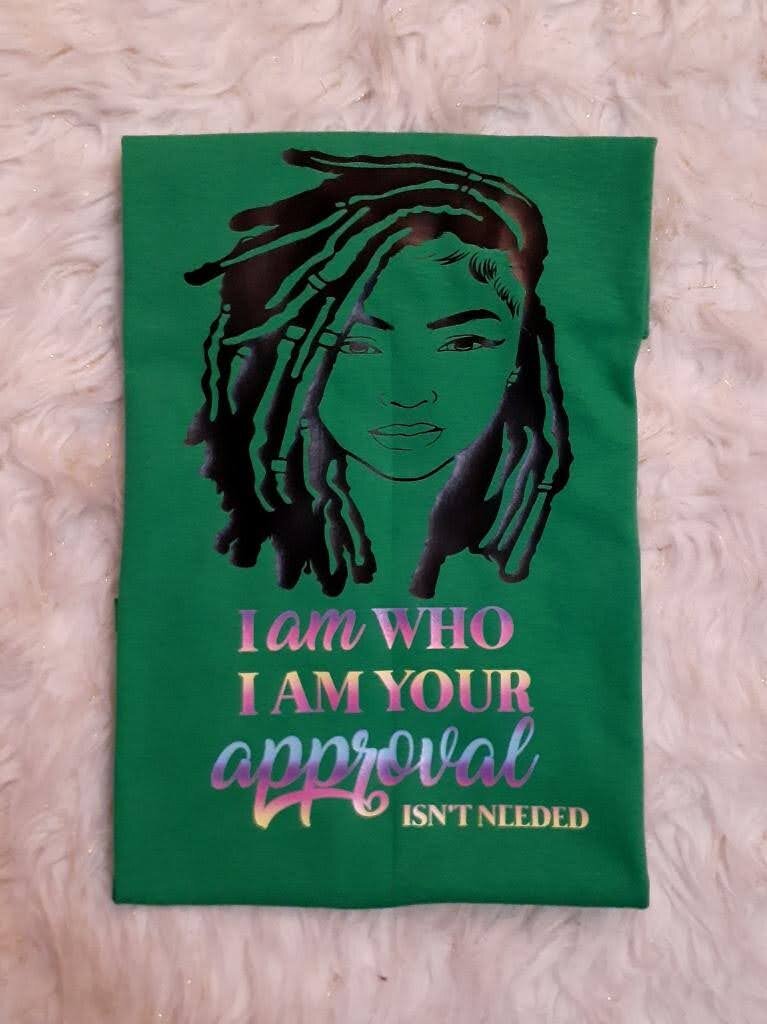 I am WHO
I AM YOUR
approval
ISN'T NEEDED